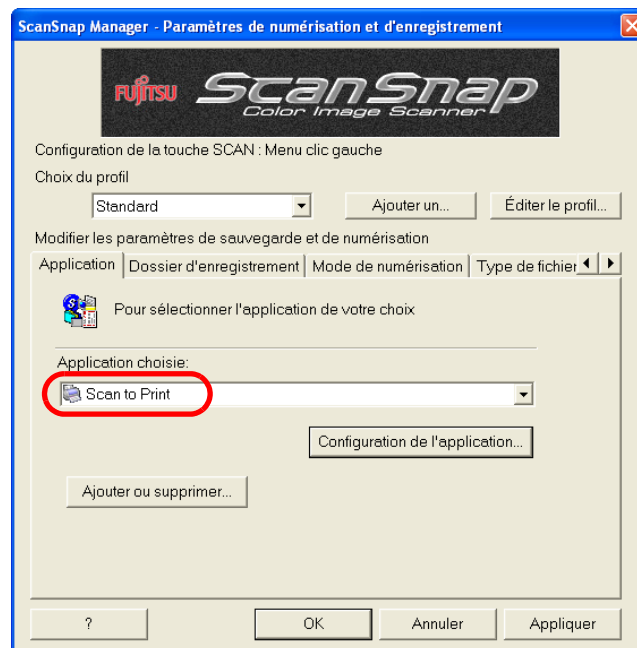 ScanSnap Manager - Paramètres de numérisation et d'enregistrement
FUJITSU ScanSnap
Color Image Scanner
Configuration de la touche SCAN : Menu clic gauche
Choix du profil
Standard Ajouter un... Éditer le profil...
Modifier les paramètres de sauvegarde et de numérisation
Application Dossier d'enregistrement Mode de numérisation Type de fichier
Pour sélectionner l'application de votre choix
Application choisie:
Scan to Print
Configuration de l'application...
Ajouter ou supprimer...
? OK Annuler Appliquer